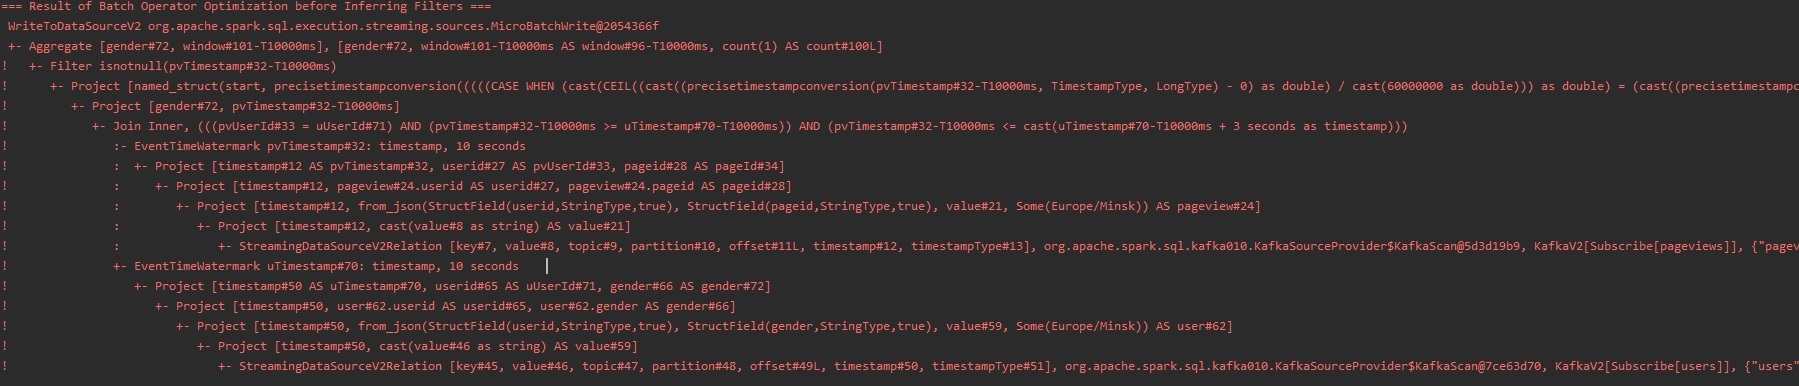 === Result of Batch Operator Optimization before Inferring Filters ===
 WriteToDataSourceV2 org.apache.spark.sql.execution.streaming.sources.MicroBatchWrite@2054366f
 +- Aggregate [gender#72, window#101-T10000ms], [gender#72, window#101-T10000ms AS window#96-T10000ms, count(1) AS count#100L]
!   +- Filter isnotnull(pvTimestamp#32-T10000ms)
!      +- Project [named_struct(start, precisetimestampconversion(((((CASE WHEN (cast(CEIL((cast((precisetimestampconversion(pvTimestamp#32-T10000ms, TimestampType, LongType) - 0) as double) / cast(60000000 as double))) as double) = (cast((precisetimestampc
!         +- Project [gender#72, pvTimestamp#32-T10000ms]
!            +- Join Inner, (((pvUserId#33 = uUserId#71) AND (pvTimestamp#32-T10000ms >= uTimestamp#70-T10000ms)) AND (pvTimestamp#32-T10000ms <= cast(uTimestamp#70-T10000ms + 3 seconds as timestamp)))
!               :- EventTimeWatermark pvTimestamp#32: timestamp, 10 seconds
!               :  +- Project [timestamp#12 AS pvTimestamp#32, userid#27 AS pvUserId#33, pageid#28 AS pageId#34]
!               :     +- Project [timestamp#12, pageview#24.userid AS userid#27, pageview#24.pageid AS pageid#28]
!               :        +- Project [timestamp#12, from_json(StructField(userid,StringType,true), StructField(pageid,StringType,true), value#21, Some(Europe/Minsk)) AS pageview#24]
!               :           +- Project [timestamp#12, cast(value#8 as string) AS value#21]
!               :              +- StreamingDataSourceV2Relation [key#7, value#8, topic#9, partition#10, offset#11L, timestamp#12, timestampType#13], org.apache.spark.sql.kafka010.KafkaSourceProvider$KafkaScan@5d3d19b9, KafkaV2[Subscribe[pageviews]], {"pagev
!               +- EventTimeWatermark uTimestamp#70: timestamp, 10 seconds
!                  +- Project [timestamp#50 AS uTimestamp#70, userid#65 AS uUserId#71, gender#66 AS gender#72]
!                     +- Project [timestamp#50, user#62.userid AS userid#65, user#62.gender AS gender#66]
!                        +- Project [timestamp#50, from_json(StructField(userid,StringType,true), StructField(gender,StringType,true), value#59, Some(Europe/Minsk)) AS user#62]
!                           +- Project [timestamp#50, cast(value#46 as string) AS value#59]
!                              +- StreamingDataSourceV2Relation [key#45, value#46, topic#47, partition#48, offset#49L, timestamp#50, timestampType#51], org.apache.spark.sql.kafka010.KafkaSourceProvider$KafkaScan@7ce63d70, KafkaV2[Subscribe[users]], {"users"